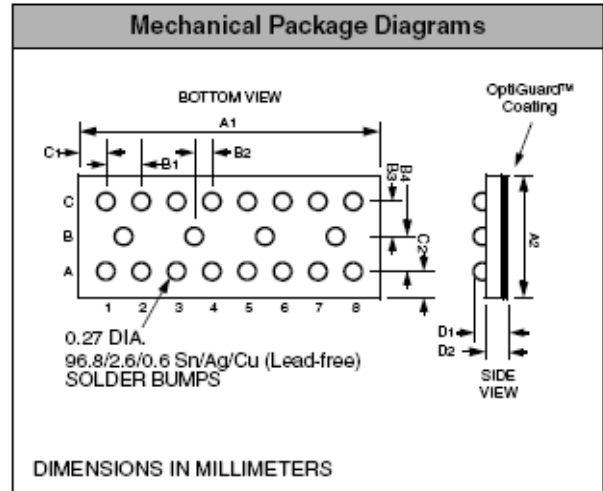 Mechanical Package Diagrams
BOTTOM VIEW
OptiGuard™
Coating
A1
C1
B1
B2
B3
B4
C
B
A
C2
A2
1 2 3 4 5 6 7 8
D1
D2
0.27 DIA.
96.8/2.6/0.6 Sn/Ag/Cu (Lead-free)
SOLDER BUMPS
SIDE
VIEW
DIMENSIONS IN MILLIMETERS